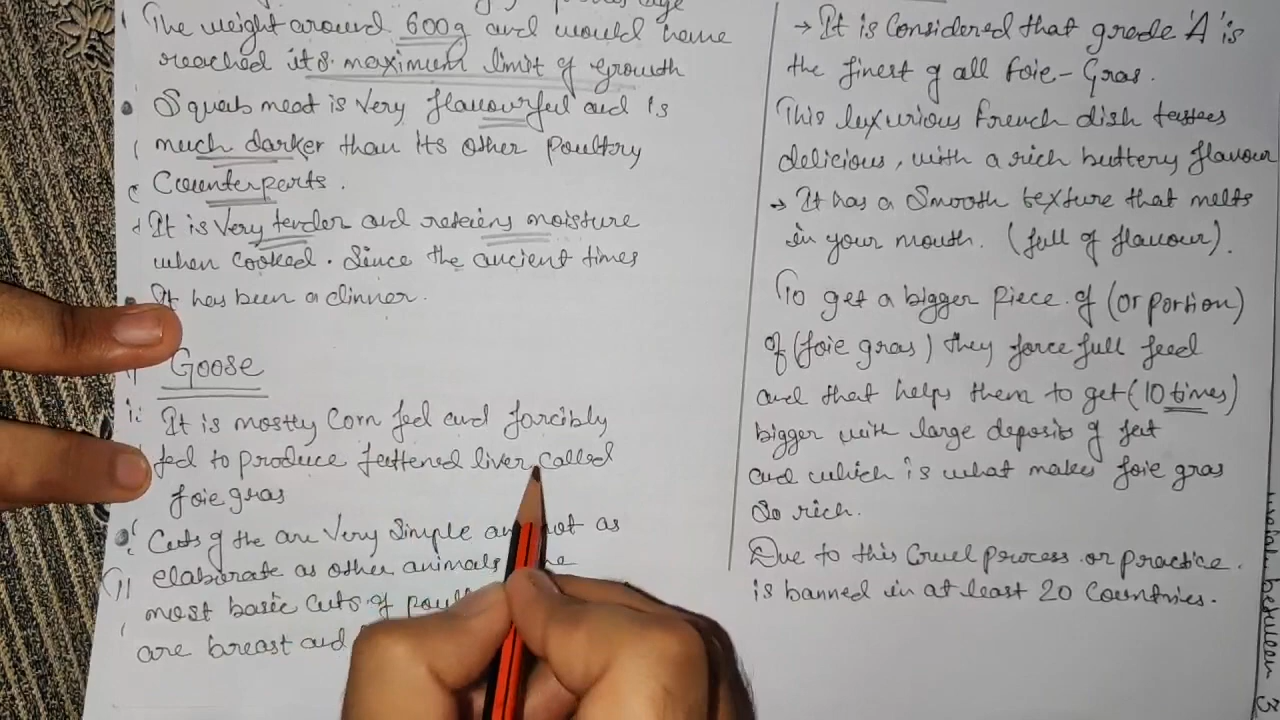 The weight around 600g and would have
reached its maximum limit of Growth
Squab meat is very flavourful and is
much darker than its other Poultry
Counterparts.
It is very tender and retains moisture
when cooked. Since the ancient times
It has been a dinner.
Goose
It is mostly Corn fed and forcibly
fed to produce fattened liver called
foie gras
Cuts of the are very Simple an not as
elaborate as other animals
most basic cuts of poul
are breast and
→ It is Considered that grade 'A' is
the finest of all foie-Gras.
This luxurious french dish tastes
delicious, with a rich buttery flavour
→ It has a Smooth texture that melts
in your mouth. (full of flavour).
To get a bigger Piece of (or portion)
of (foie gras) they force full feed
and that helps them to get (10 times)
bigger with large deposits of fat
and which is what makes foie gras
So rich.
Due to this Cruel Process or practice.
is banned in at least 20 Countries.
between 3